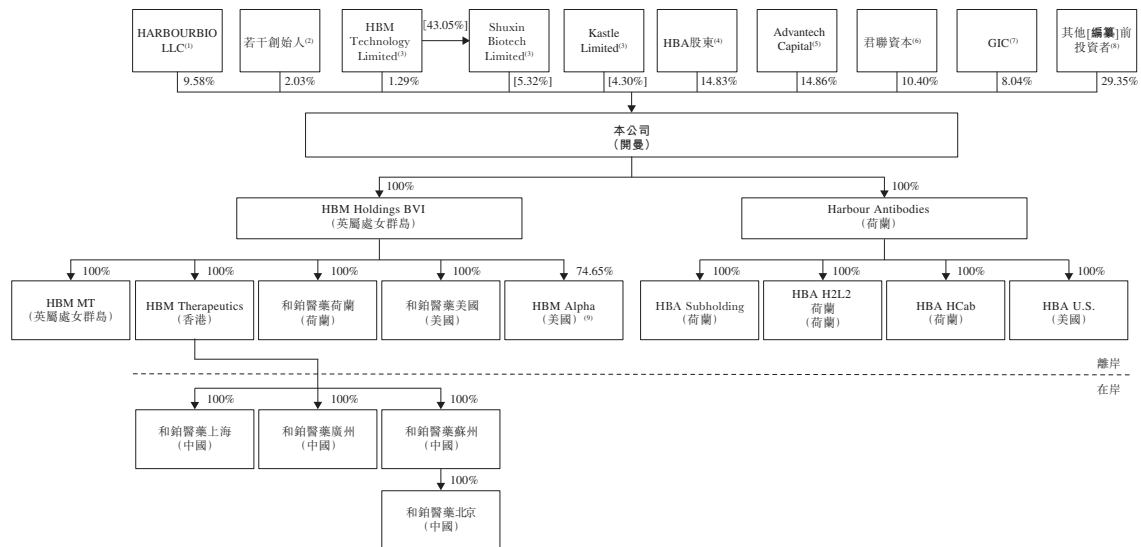 HARBOURBIO
LLC(1)
若干創始人(2)
HBM
Technology
Limited(3)
[43.05%]
Shuxin
Biotech
Limited(3)
Kastle
Limited(3)
HBA股東(4)
Advantech
Capital(5)
君聯資本(6)
GIC(7)
其他[編纂]前
投資者(8)
9.58%
2.03%
1.29%
[5.32%]
[4.30%]
14.83%
14.86%
10.40%
8.04%
29.35%
本公司
(開曼)
100%
100%
HBM Holdings BVI
(英屬處女群島)
Harbour Antibodies
(荷蘭)
100%
100%
100%
100%
74.65%
100%
100%
100%
100%
HBM MT
(英屬處女群島)
HBM Therapeutics
(香港)
和鉑醫藥荷蘭
(荷蘭)
和鉑醫藥美國
(美國)
HBM Alpha
(美國) (9)
HBA Subholding
(荷蘭)
HBA H2L2
荷蘭
(荷蘭)
HBA HCab
(荷蘭)
HBA U.S.
(美國)
離岸
在岸
100%
100%
100%
和鉑醫藥上海
(中國)
和鉑醫藥廣州
(中國)
和鉑醫藥蘇州
(中國)
100%
和鉑醫藥北京
(中國)